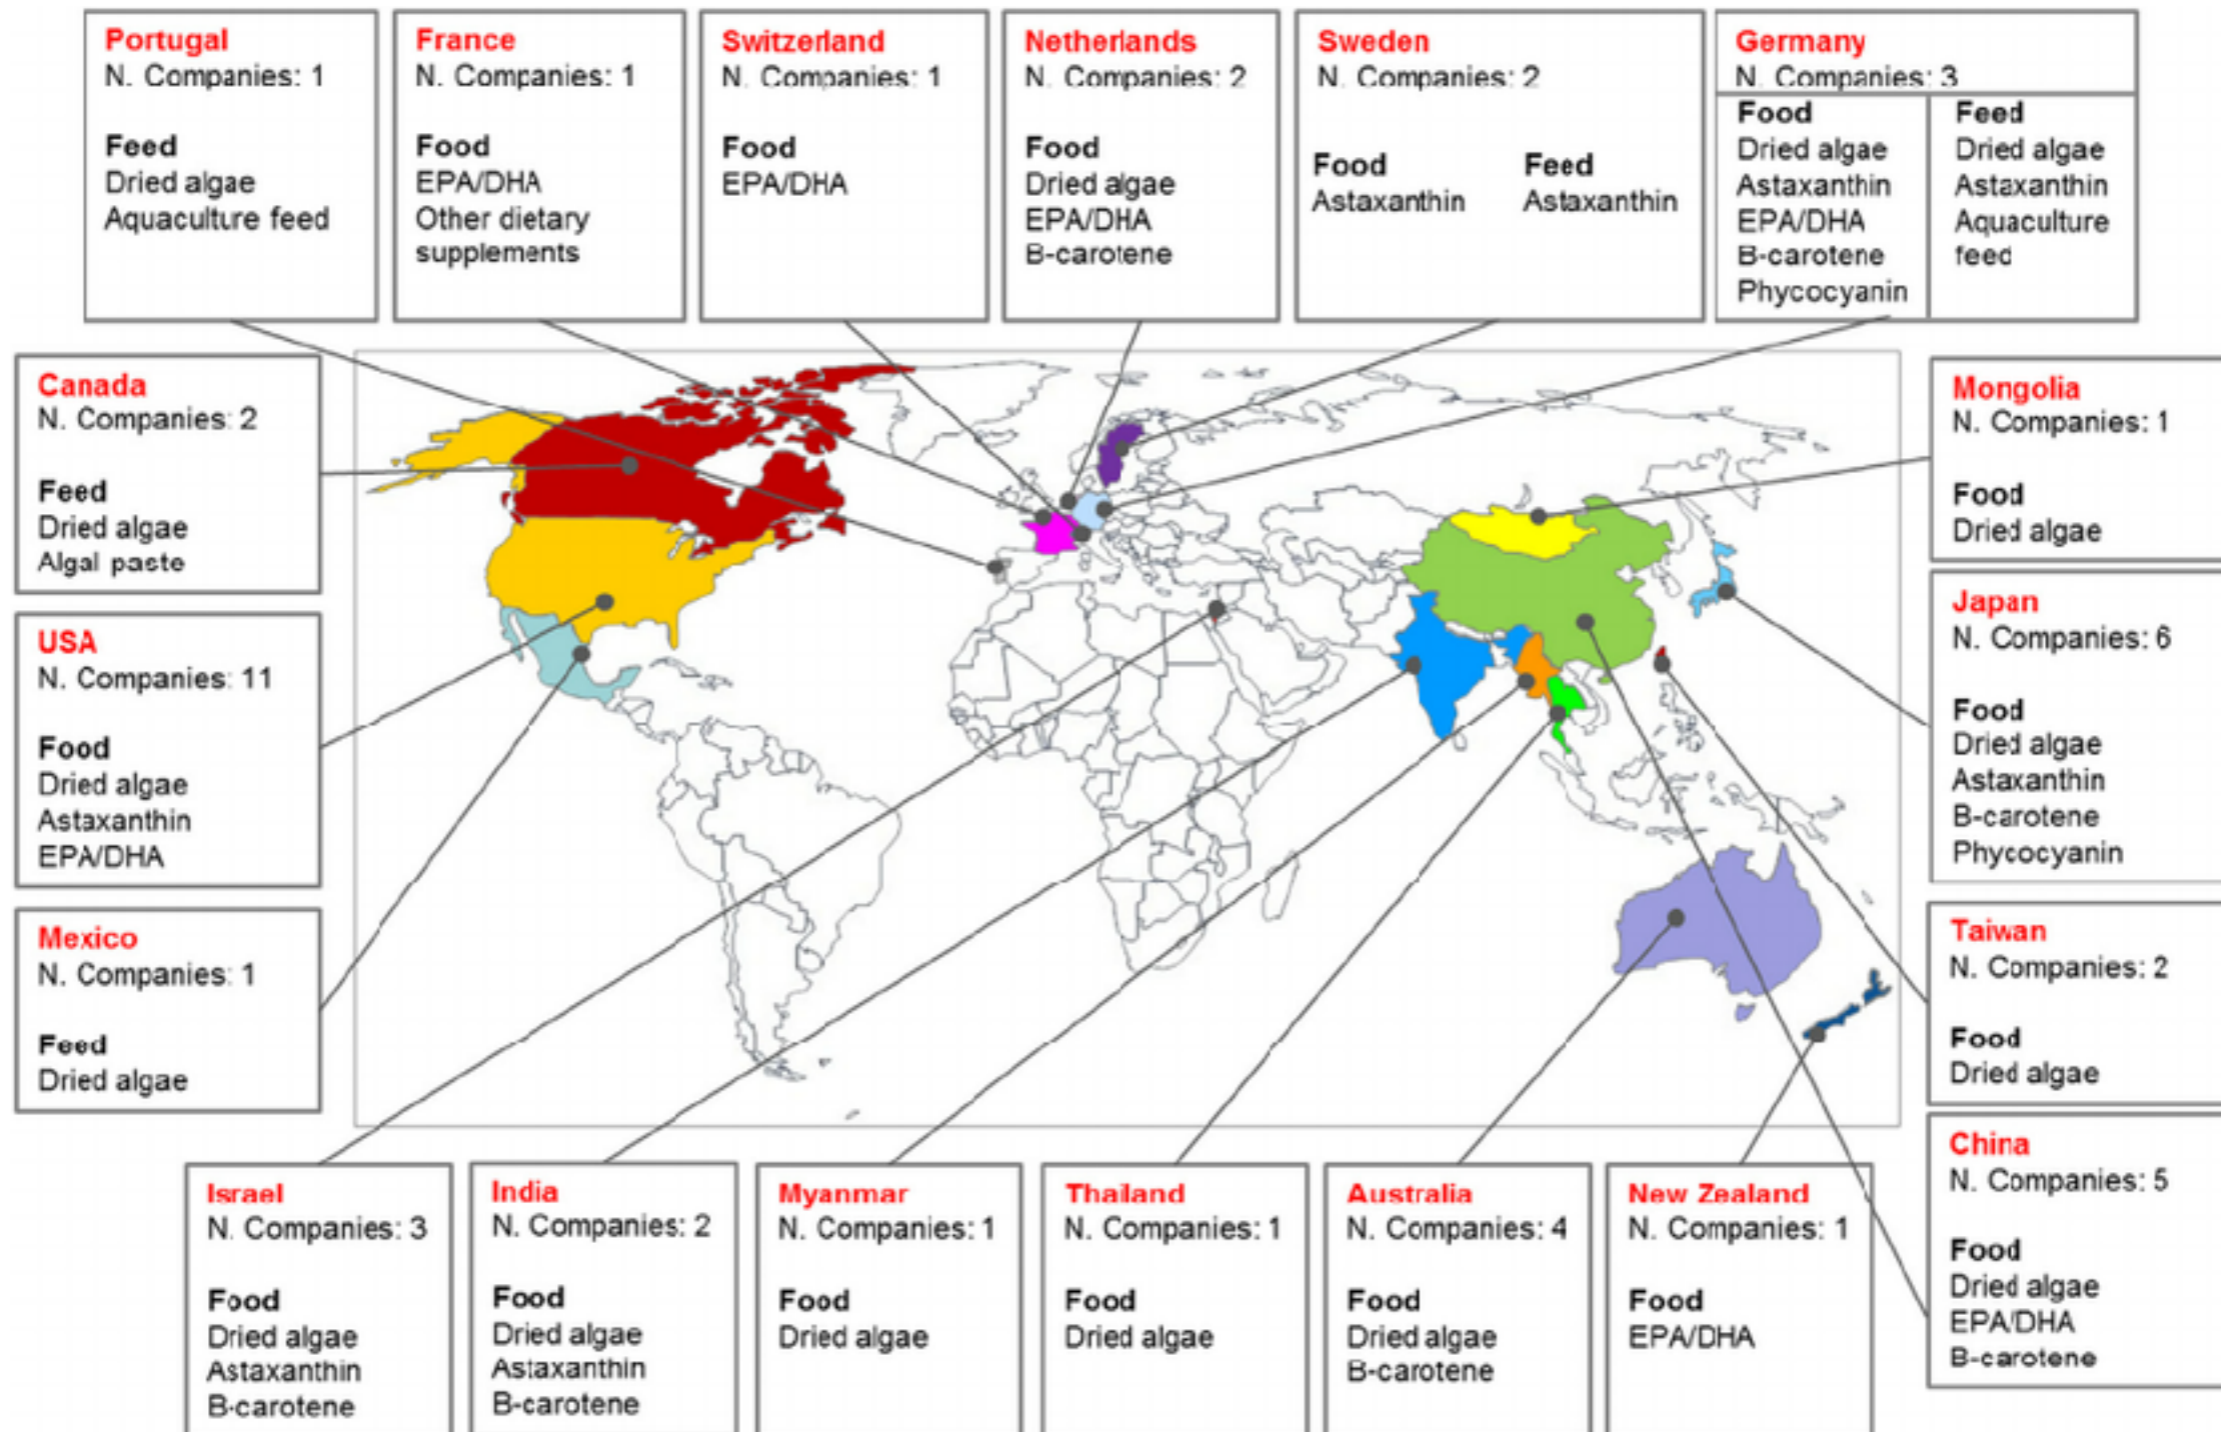 Portugal
N. Companies: 1
Feed
Dried algae
Aquaculture feed
France
N. Companies: 1
Food
EPA/DHA
Other dietary
supplements
Switzerland
N. Companies: 1
Food
EPA/DHA
Netherlands
N. Companies: 2
Food
Dried algae
EPA/DHA
B-carotene
Sweden
N. Companies: 2
Food
Astaxanthin
Feed
Astaxanthin
Germany
N. Companies: 3
Food
Dried algae
Astaxanthin
EPA/DHA
B-carotene
Phycocyanin
Feed
Dried algae
Astaxanthin
Aquaculture
feed
Canada
N. Companies: 2
Feed
Dried algae
Algal paste
USA
N. Companies: 11
Food
Dried algae
Astaxanthin
EPA/DHA
Mexico
N. Companies: 1
Feed
Dried algae
Mongolia
N. Companies: 1
Food
Dried algae
Japan
N. Companies: 6
Food
Dried algae
Astaxanthin
B-carotene
Phycocyanin
Taiwan
N. Companies: 2
Food
Dried algae
China
N. Companies: 5
Food
Dried algae
EPA/DHA
B-carotene
Israel
N. Companies: 3
Food
Dried algae
Astaxanthin
B-carotene
India
N. Companies: 2
Food
Dried algae
Astaxanthin
B-carotene
Myanmar
N. Companies: 1
Food
Dried algae
Thailand
N. Companies: 1
Food
Dried algae
Australia
N. Companies: 4
Food
Dried algae
B-carotene
New Zealand
N. Companies: 1
Food
EPA/DHA